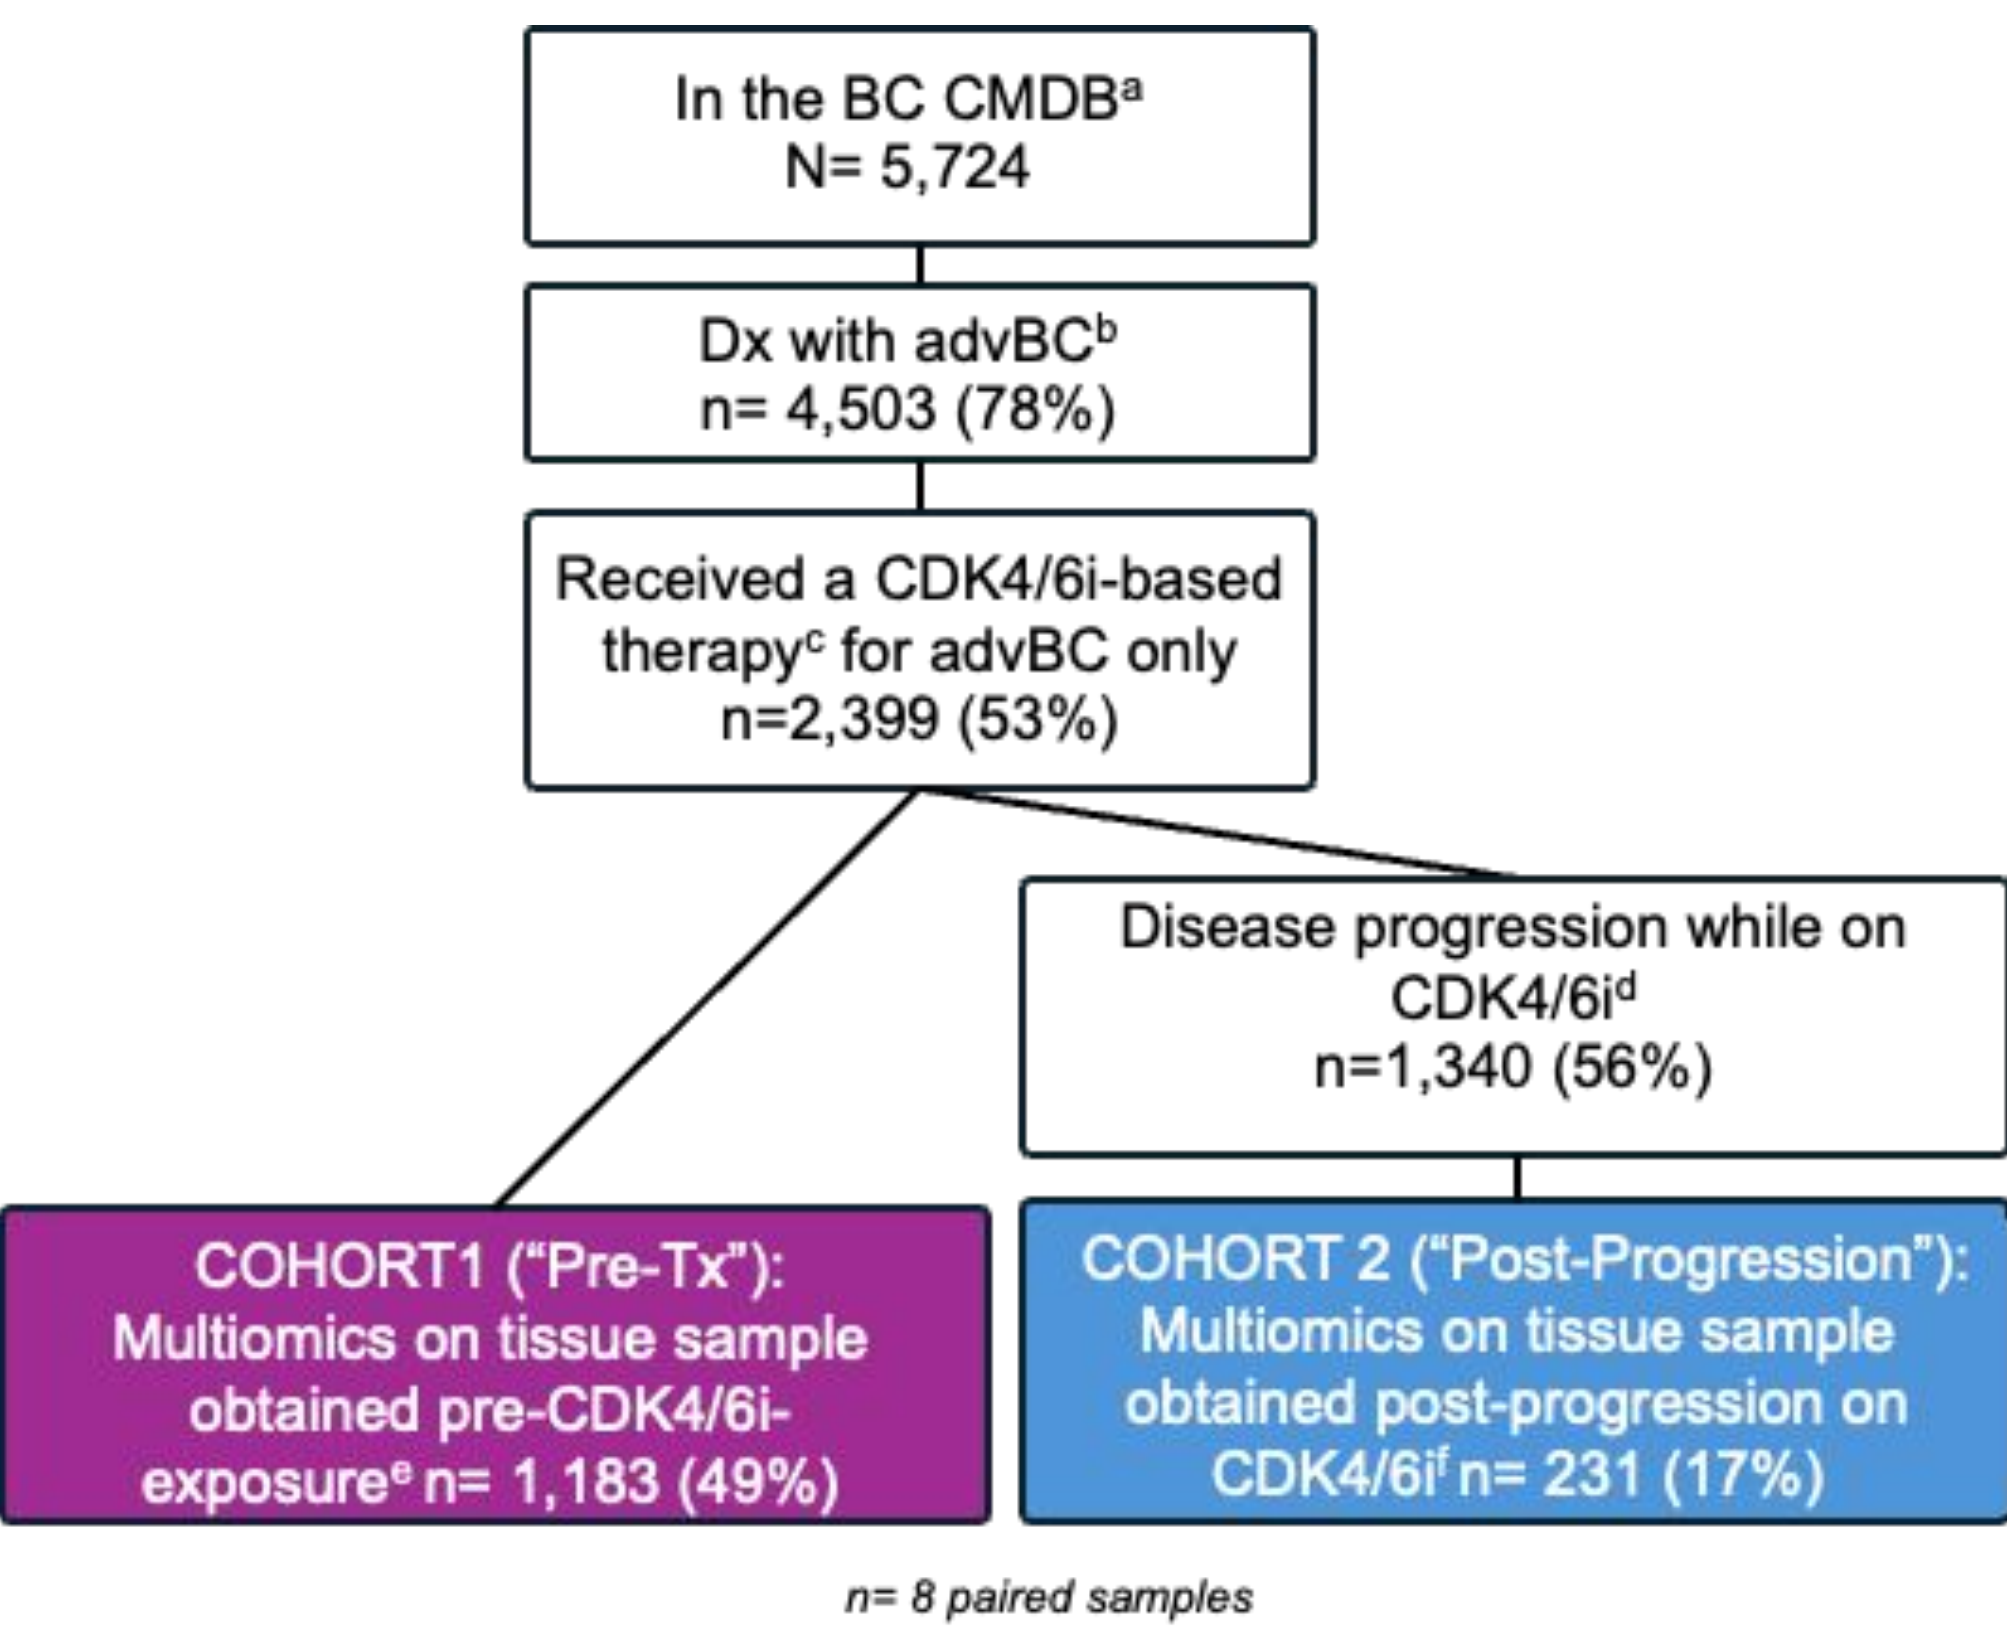 In the BC CMDBᵃ
N= 5,724
Dx with advBCᵇ
n= 4,503 (78%)
Received a CDK4/6i-based
therapyᶜ for advBC only
n=2,399 (53%)
Disease progression while on
CDK4/6iᵈ
n=1,340 (56%)
COHORT1 (“Pre-Tx”):
Multiomics on tissue sample
obtained pre-CDK4/6i-
exposureᵉ n= 1,183 (49%)
COHORT 2 (“Post-Progression”):
Multiomics on tissue sample
obtained post-progression on
CDK4/6iᶠ n= 231 (17%)
n= 8 paired samples